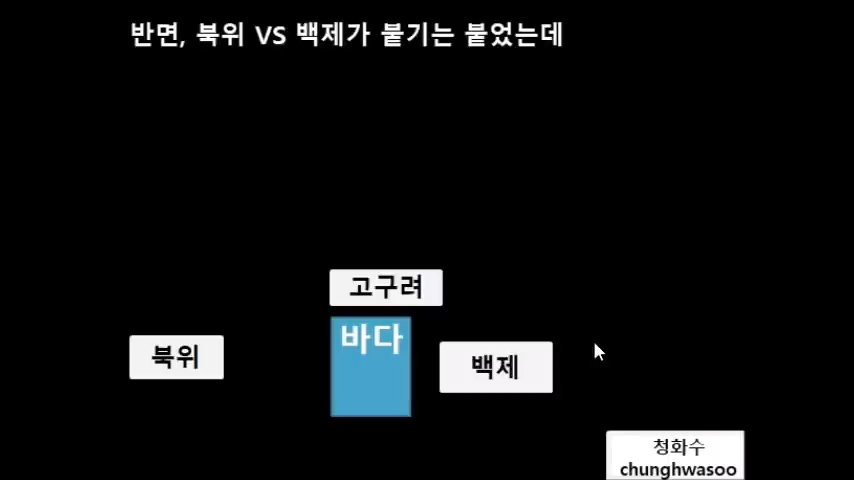 반면, 북위 VS 백제가 붙기는 붙었는데
고구려
바다
북위
백제
청화수
chunghwasoo